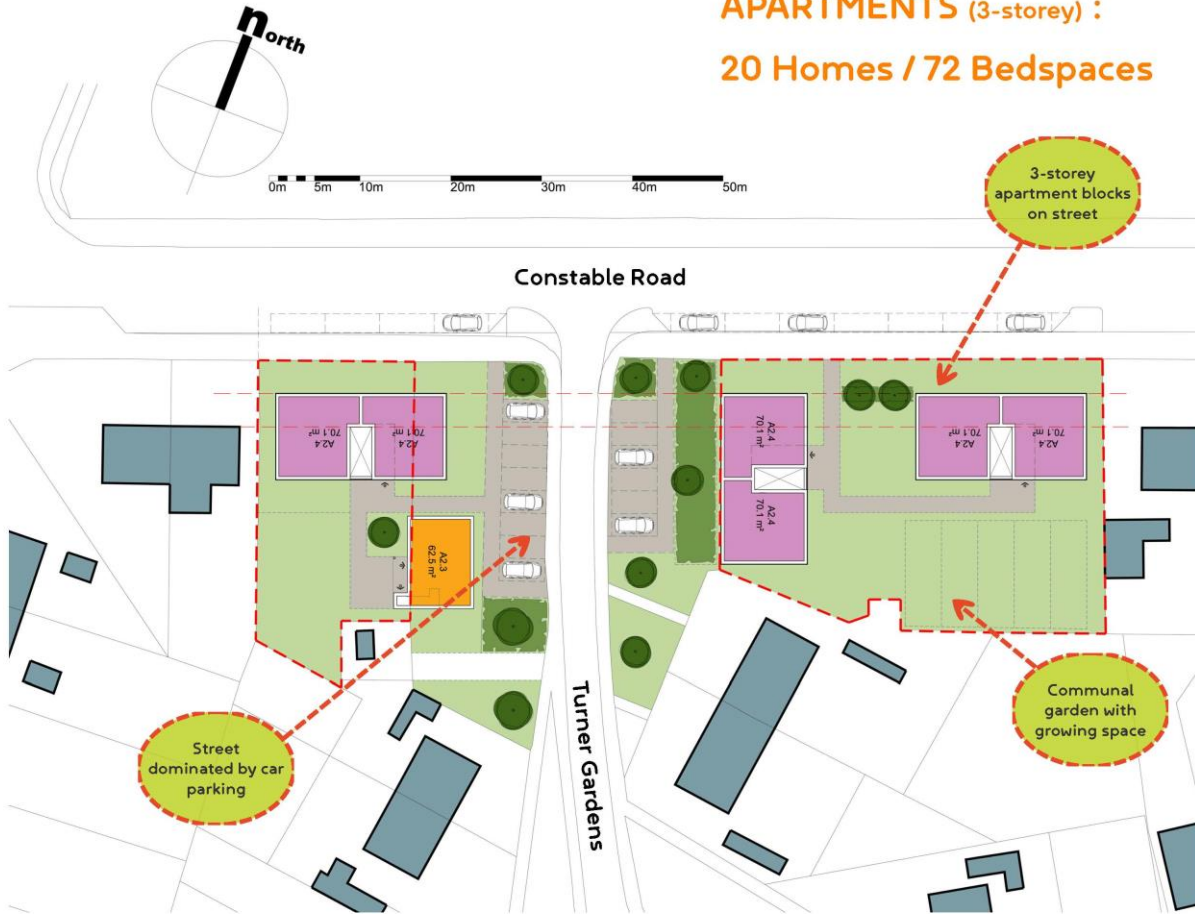 APARTMENTS (3-storey) :
20 Homes / 72 Bedspaces
north
0m 5m 10m 20m 30m 40m 50m
3-storey
apartment blocks
on street
Constable Road
A2.4
70.1 m²
A2.4
70.1 m²
A2.3
62.5 m²
A2.4
70.1 m²
A2.4
70.1 m²
A2.4
70.1 m²
A2.4
70.1 m²
Turner Gardens
Street
dominated by car
parking
Communal
garden with
growing space